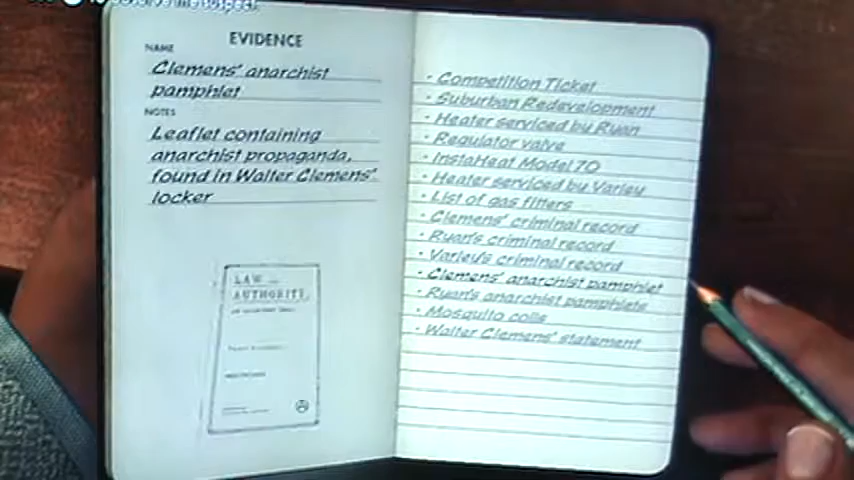 EVIDENCE
NAME
Clemens' anarchist
pamphlet
NOTES
Leaflet containing
anarchist propaganda,
found in Walter Clemens'
locker
LAW
AUTHORITY
• Competition Ticket
• Suburban Redevelopment
• Heater serviced by Ryan
• Regulator valve
• InstaHeat Model 70
• Heater serviced by Varley
• List of gas fitters
• Clemens' criminal record
• Ryan's criminal record
• Varley's criminal record
• Clemens' anarchist pamphlet
• Ryan's anarchist pamphlets
• Mosquito coils
• Walter Clemens' statement